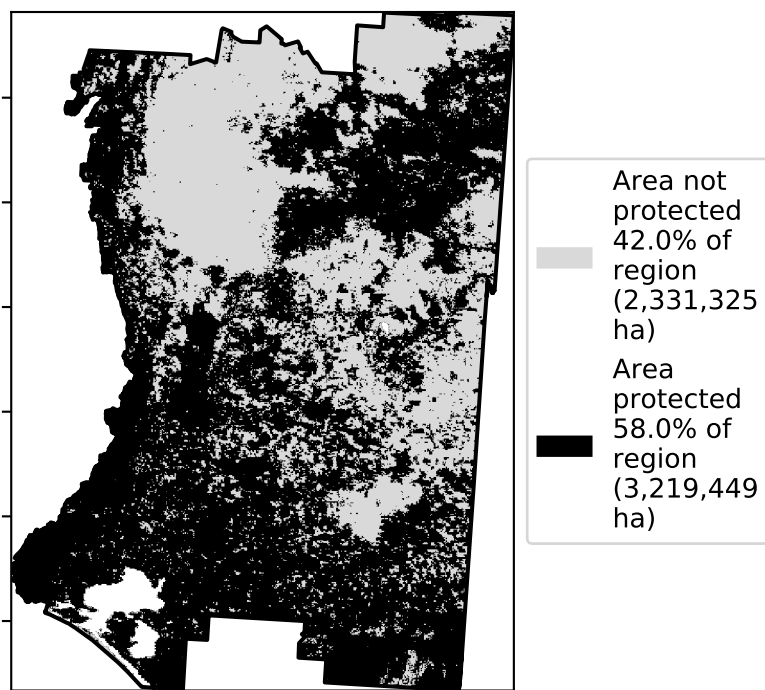 Area not
protected
42.0% of
region
(2,331,325
ha)
Area
protected
58.0% of
region
(3,219,449
ha)